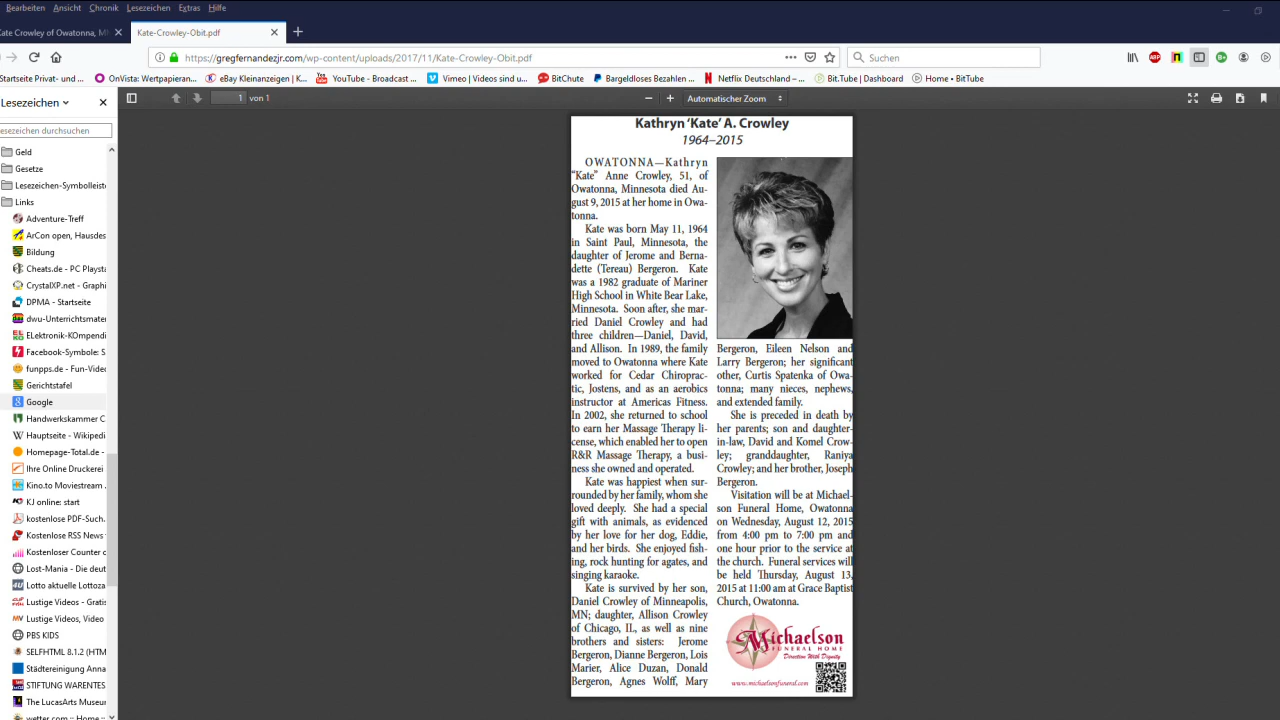 Bearbeiten Ansicht Chronik Lesezeichen Extras Hilfe
Kate Crowley of Owatonna, M
Kate-Crowley-Obit.pdf
https://gregfernandezjr.com/wp-content/uploads/2017/11/Kate-Crowley-Obit.pdf
Suchen
Startseite Privat- und ...
OnVista: Wertpapieran...
eBay Kleinanzeigen | K...
YouTube - Broadcast ...
Vimeo | Videos sind u...
BitChute
Bargeldloses Bezahlen ...
Netflix Deutschland – ...
Bit.Tube | Dashboard
Home • BitTube
Lesezeichen
1 von 1
Automatischer Zoom
Lesezeichen durchsuchen
Geld
Gesetze
Lesezeichen-Symbolleist
Links
Adventure-Treff
ArCon open, Hausdes
Bildung
Cheats.de - PC Playsta
CrystalXP.net - Graphi
DPMA - Startseite
dwu-Unterrichtsmater
ELektronik-KOmpendi
Facebook-Symbole: S
funpps.de - Fun-Video
Gerichtstafel
Google
Handwerkskammer C
Hauptseite - Wikipedi
Homepage-Total.de -
Ihre Online Druckerei
Kino.to Moviestream
KJ online: start
kostenlose PDF-Such.
Kostenlose RSS News
Kostenloser Counter o
Lost-Mania - Die deut
Lotto aktuelle Lottoza
Lustige Videos - Gratis
Lustige Videos, Video
PBS KIDS
SELFHTML 8.1.2 (HTM
Städtereinigung Anna
STIFTUNG WARENTES
The LucasArts Museu
wetter.com :: Home ::
Kathryn ‘Kate’ A. Crowley
1964–2015
OWATONNA—Kathryn
“Kate” Anne Crowley, 51, of
Owatonna, Minnesota died Au-
gust 9, 2015 at her home in Owa-
tonna.
Kate was born May 11, 1964
in Saint Paul, Minnesota, the
daughter of Jerome and Berna-
dette (Tereau) Bergeron. Kate
was a 1982 graduate of Mariner
High School in White Bear Lake,
Minnesota. Soon after, she mar-
ried Daniel Crowley and had
three children—Daniel, David,
and Allison. In 1989, the family
moved to Owatonna where Kate
worked for Cedar Chiroprac-
tic, Jostens, and as an aerobics
instructor at Americas Fitness.
In 2002, she returned to school
to earn her Massage Therapy li-
cense, which enabled her to open
R&R Massage Therapy, a busi-
ness she owned and operated.
Kate was happiest when sur-
rounded by her family, whom she
loved deeply. She had a special
gift with animals, as evidenced
by her love for her dog, Eddie,
and her birds. She enjoyed fish-
ing, rock hunting for agates, and
singing karaoke.
Kate is survived by her son,
Daniel Crowley of Minneapolis,
MN; daughter, Allison Crowley
of Chicago, IL, as well as nine
brothers and sisters: Jerome
Bergeron, Dianne Bergeron, Lois
Marier, Alice Duzan, Donald
Bergeron, Agnes Wolff, Mary
Bergeron, Eileen Nelson and
Larry Bergeron; her significant
other, Curtis Spatenka of Owa-
tonna; many nieces, nephews,
and extended family.
She is preceded in death by
her parents; son and daughter-
in-law, David and Komel Crow-
ley; granddaughter, Raniya
Crowley; and her brother, Joseph
Bergeron.
Visitation will be at Michael-
son Funeral Home, Owatonna
on Wednesday, August 12, 2015
from 4:00 pm to 7:00 pm and
one hour prior to the service at
the church. Funeral services will
be held Thursday, August 13,
2015 at 11:00 am at Grace Baptist
Church, Owatonna.
Michaelson
FUNERAL HOME
Direction With Dignity
www.michaelsonfuneral.com